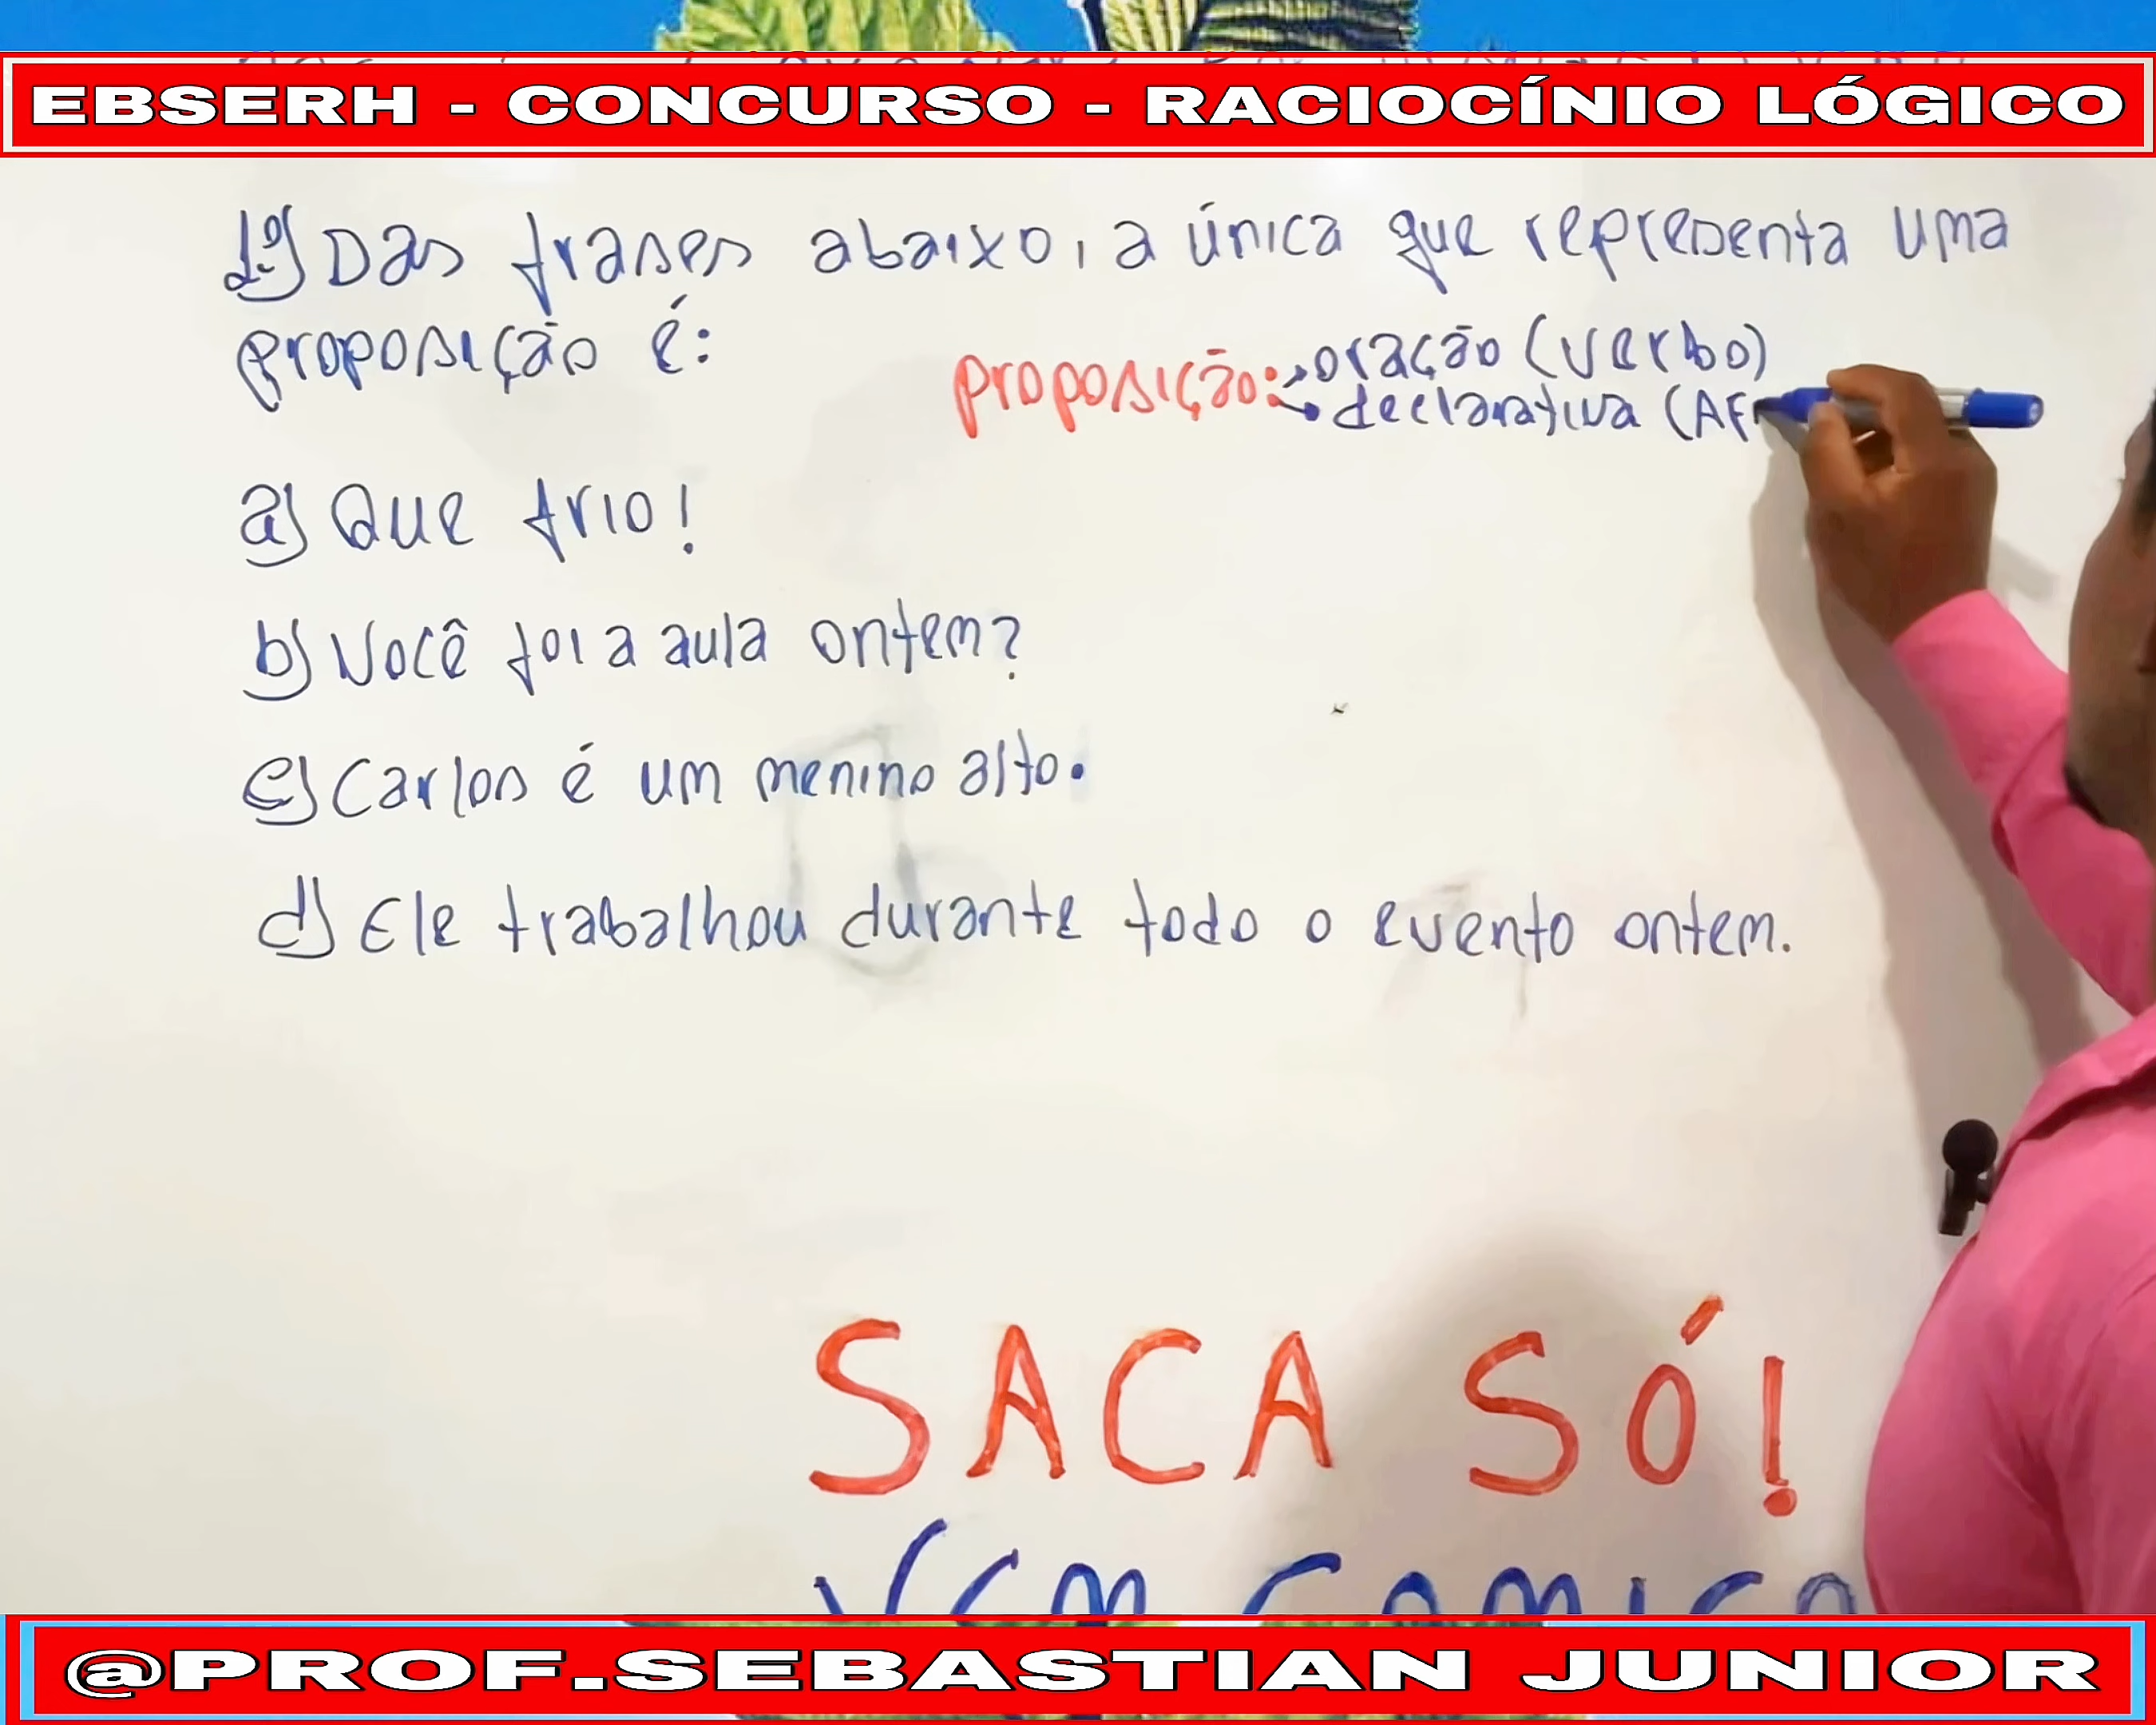 EBSERH - CONCURSO - RACIOCÍNIO LÓGICO
1º) Das frases abaixo, a única que representa uma
proposição é:
proposição: → oração (verbo)
→ declarativa (AF
a) Que frio!
b) Você foi a aula ontem?
c) Carlos é um menino alto.
d) Ele trabalhou durante todo o evento ontem.
SACA SÓ!
VEM COMIGO
@PROF.SEBASTIAN JUNIOR